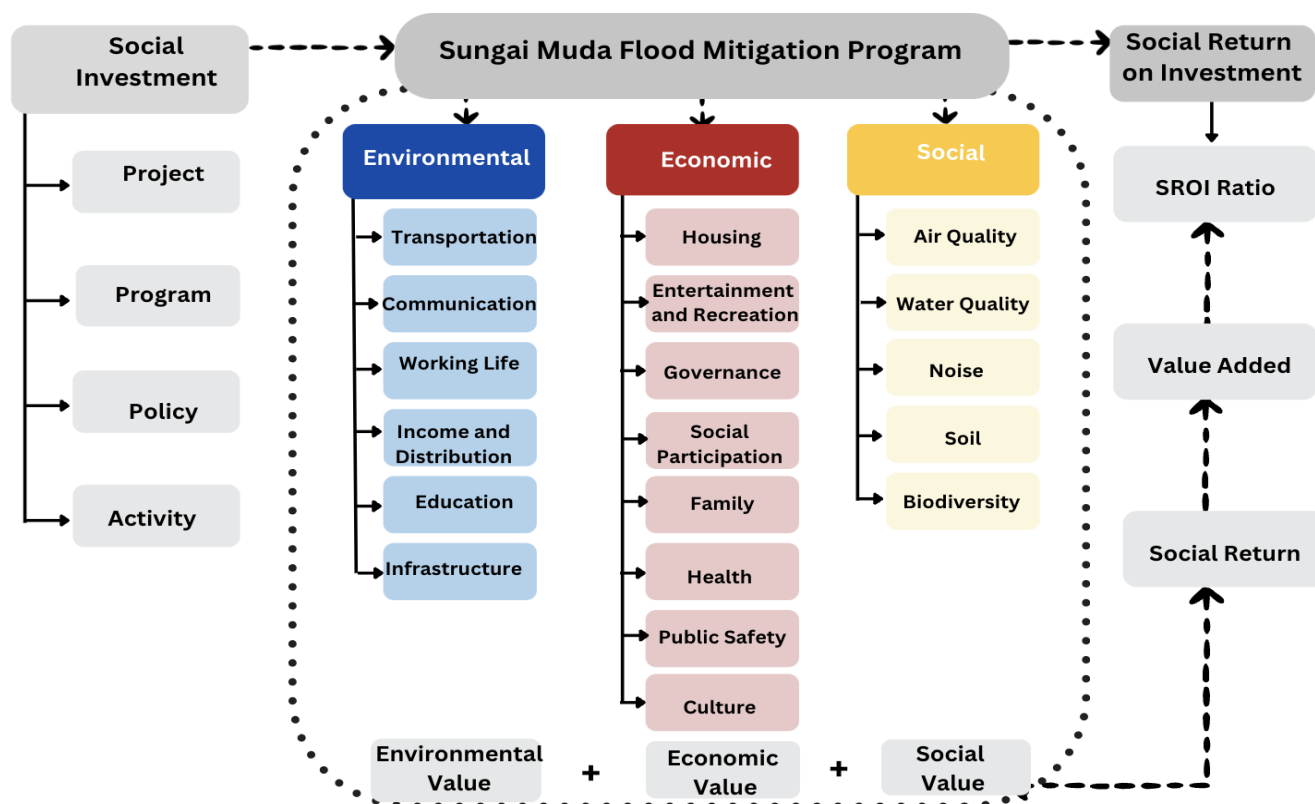 Social
Investment
Sungai Muda Flood Mitigation Program
Social Return
on Investment
Project
Program
Policy
Activity
Environmental
Transportation
Communication
Working Life
Income and
Distribution
Education
Infrastructure
Economic
Housing
Entertainment
and Recreation
Governance
Social
Participation
Family
Health
Public Safety
Culture
Social
Air Quality
Water Quality
Noise
Soil
Biodiversity
Environmental
Value
+
Economic
Value
+
Social
Value
SROI Ratio
Value Added
Social Return